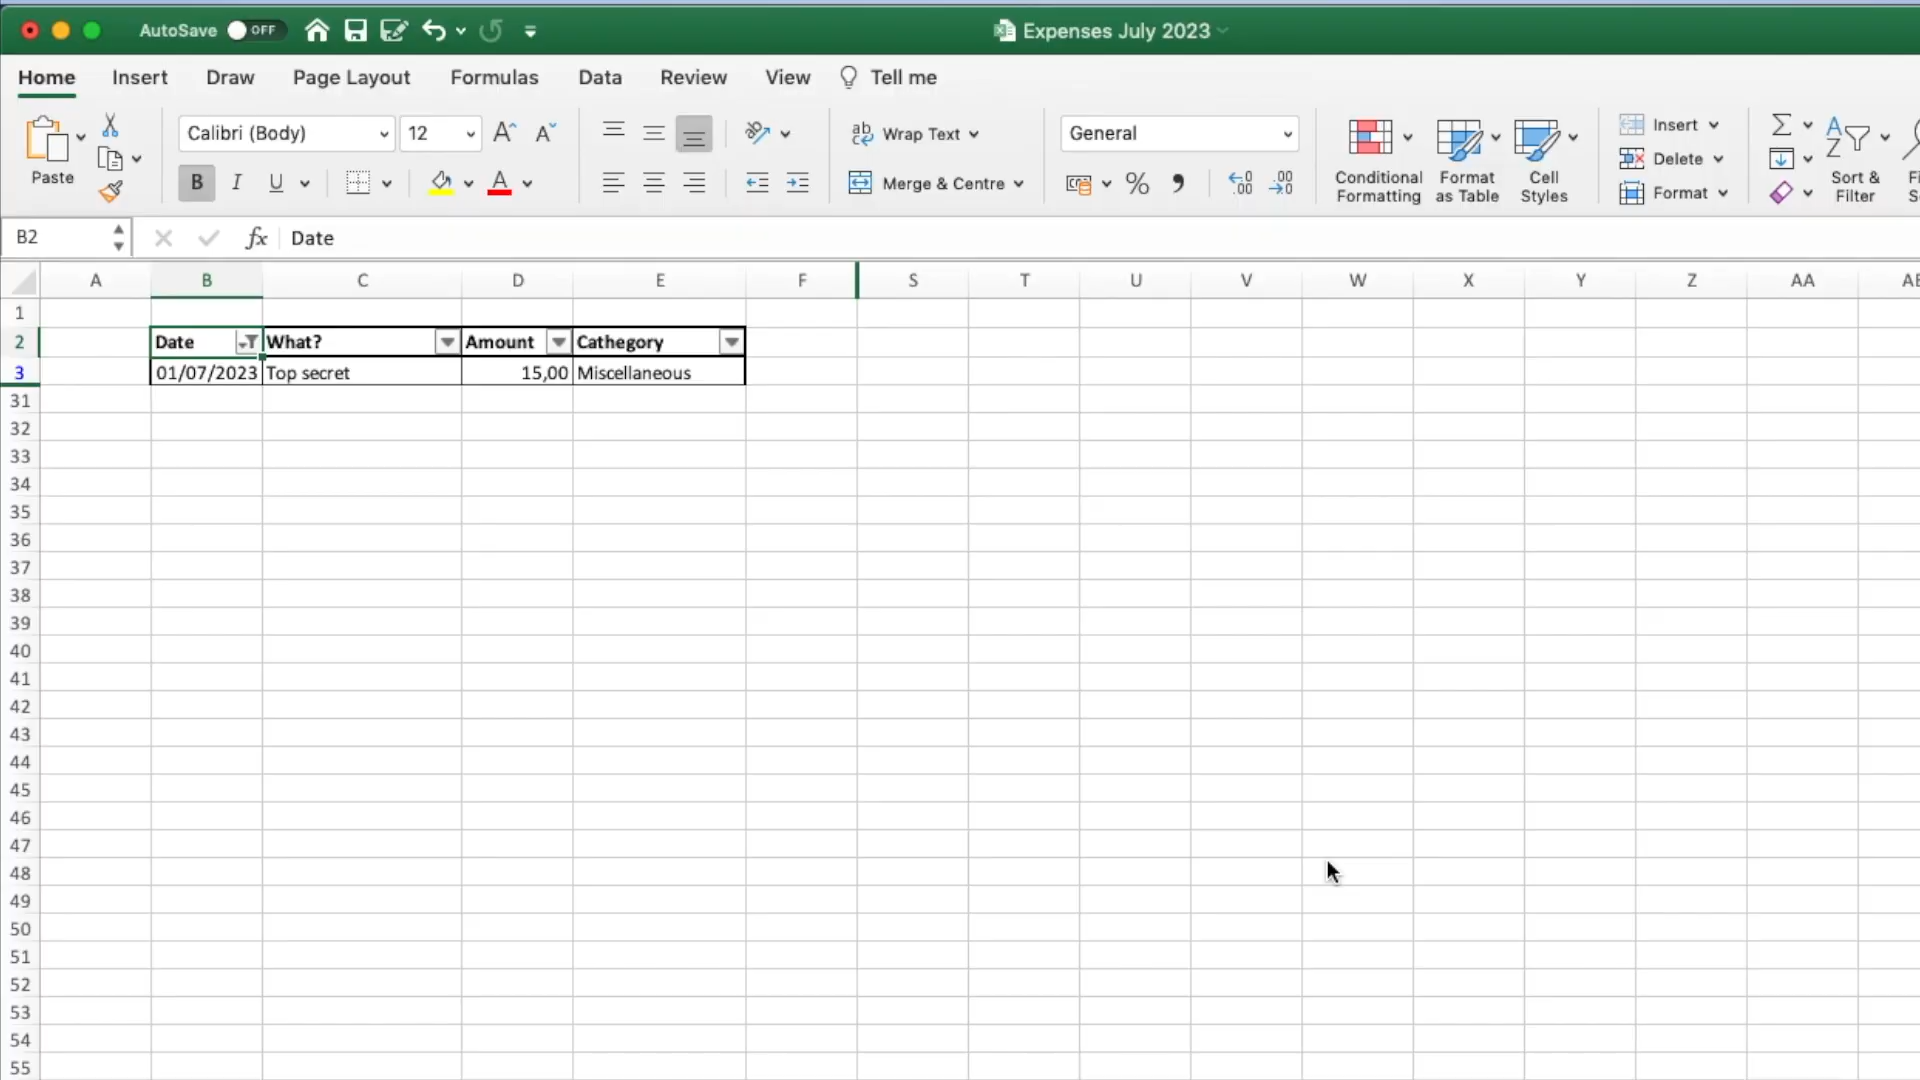 AutoSave OFF Expenses July 2023
Home Insert Draw Page Layout Formulas Data Review View Tell me
Calibri (Body) 12 Wrap Text General Insert
Paste Conditional Formatting Format as Table Cell Styles Delete Sort & Filter
B I U A Merge & Centre % Format
B2 fx Date
A B C D E F S T U V W X Y Z AA
1
2 Date What? Amount Cathegory
3 01/07/2023 Top secret 15,00 Miscellaneous
31
32
33
34
35
36
37
38
39
40
41
42
43
44
45
46
47
48
49
50
51
52
53
54
55